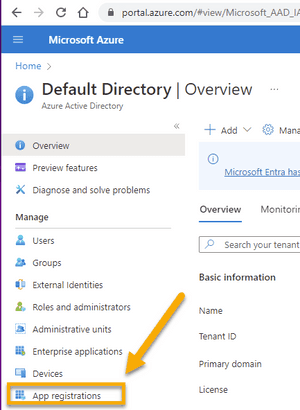 portal.azure.com/#view/Microsoft_AAD_IA
Microsoft Azure
Home >
Default Directory | Overview ...
Azure Active Directory
«
+ Add
Overview
Preview features
Diagnose and solve problems
Manage
Users
Groups
External Identities
Roles and administrators
Administrative units
Enterprise applications
Devices
App registrations
Mana
Microsoft Entra has
Overview
Monitorin
Search your tenant
Basic information
Name
Tenant ID
Primary domain
License